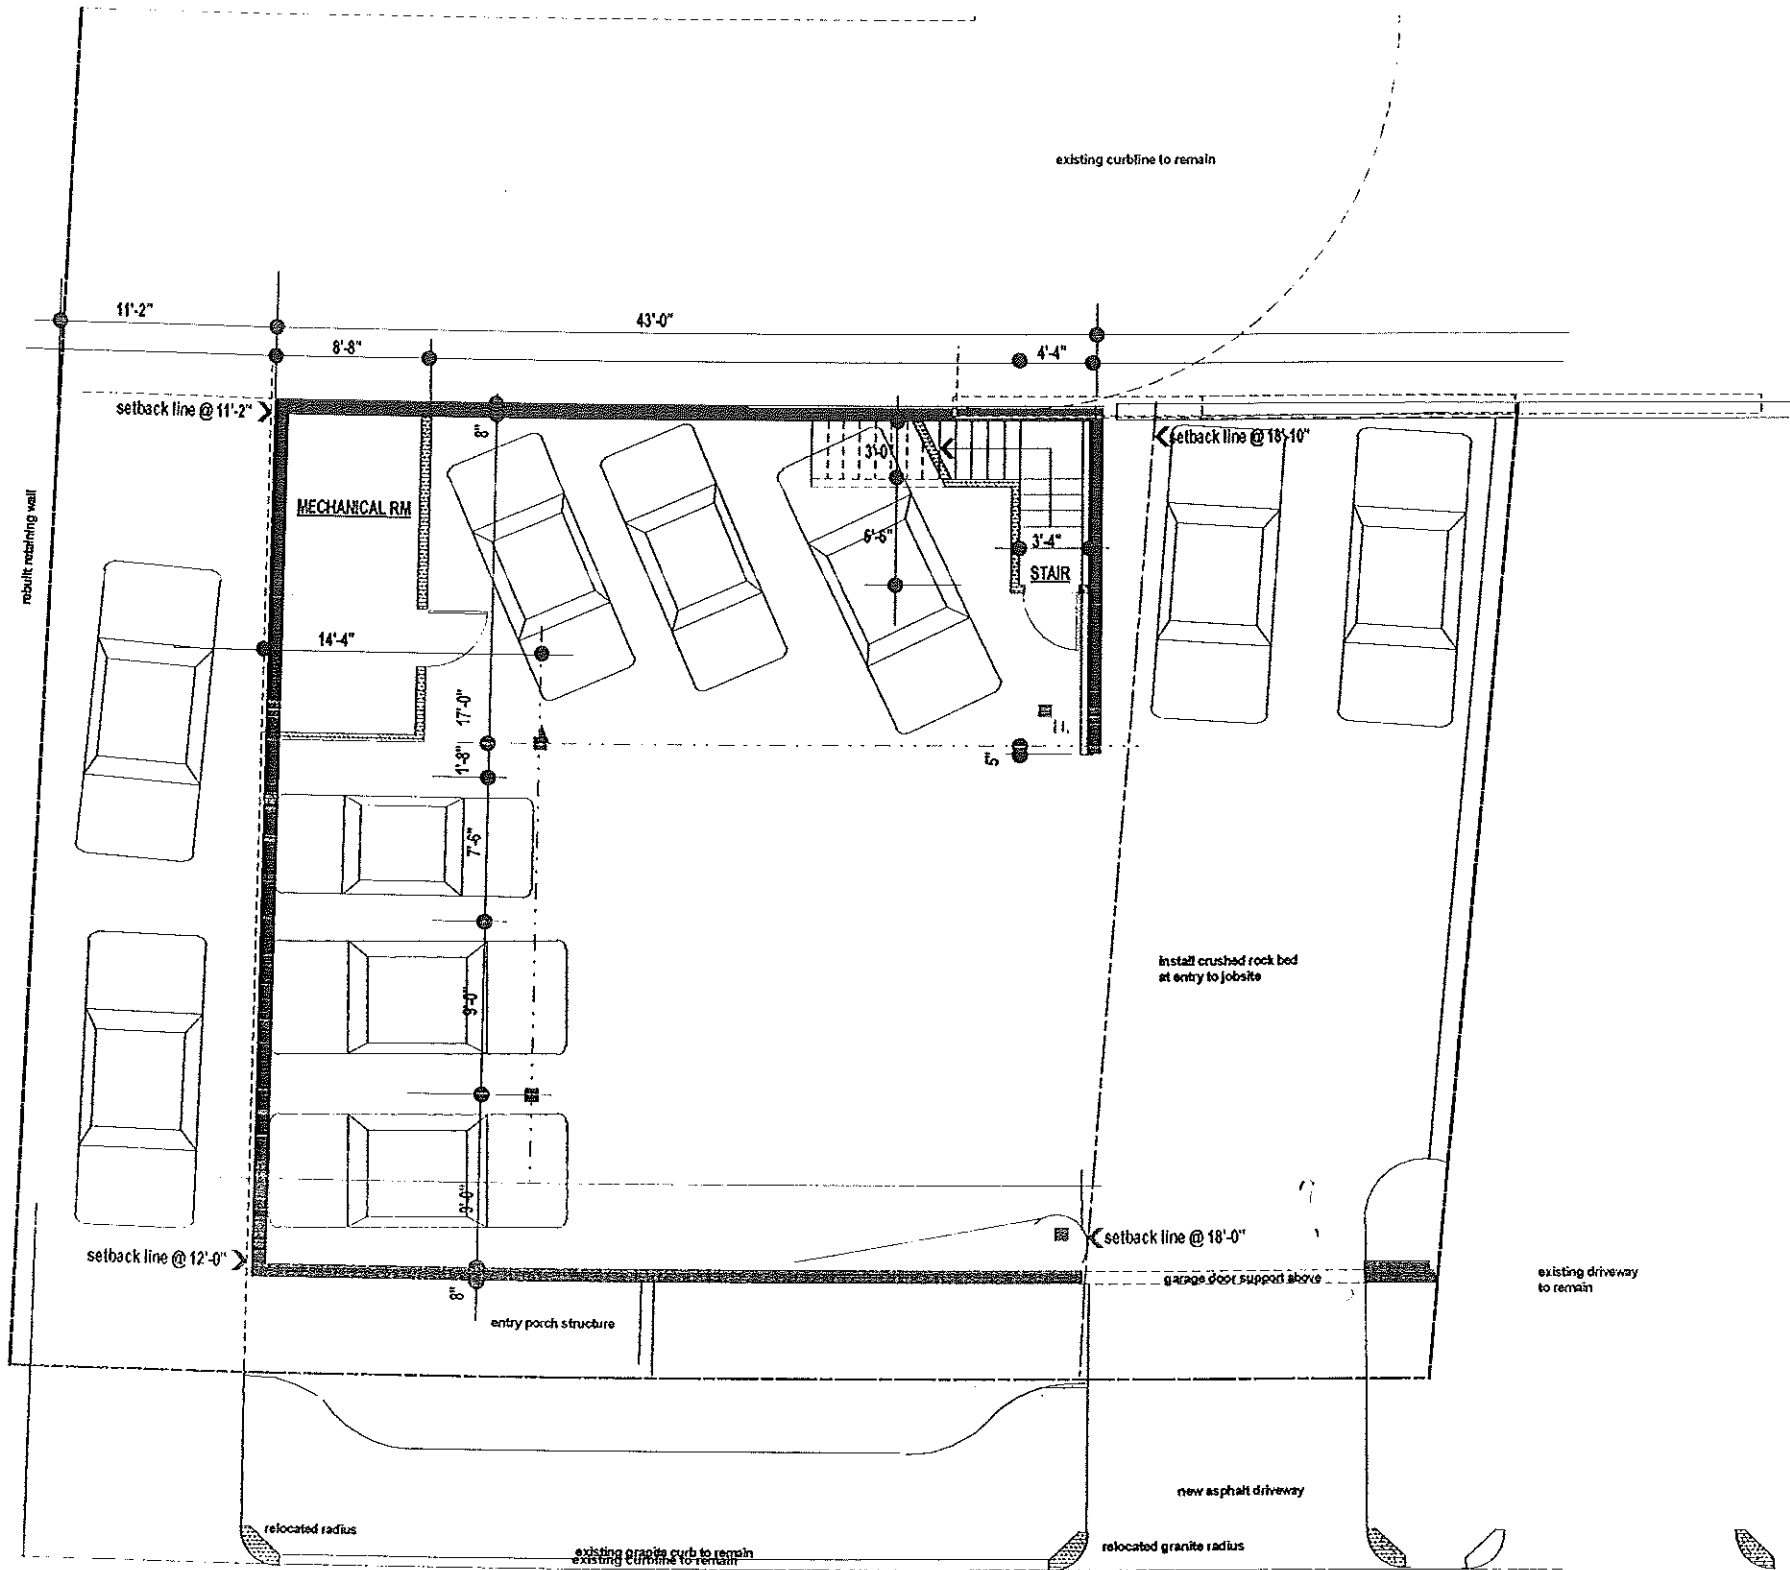 existing curbline to remain
11'-2"
43'-0"
8'-8"
4'-4"
setback line @ 11'-2"
setback line @ 18'-10"
8"
3'-0"
MECHANICAL RM
rebuilt retaining wall
6'-6"
3'-4"
STAIR
14'-4"
17'-0"
1'-8"
5"
7'-6"
install crushed rock bed
at entry to jobsite
9'-0"
9'-0"
setback line @ 12'-0"
setback line @ 18'-0"
garage door support above
existing driveway
to remain
8"
entry porch structure
new asphalt driveway
relocated radius
existing granite curb to remain
existing curbline to remain
relocated granite radius